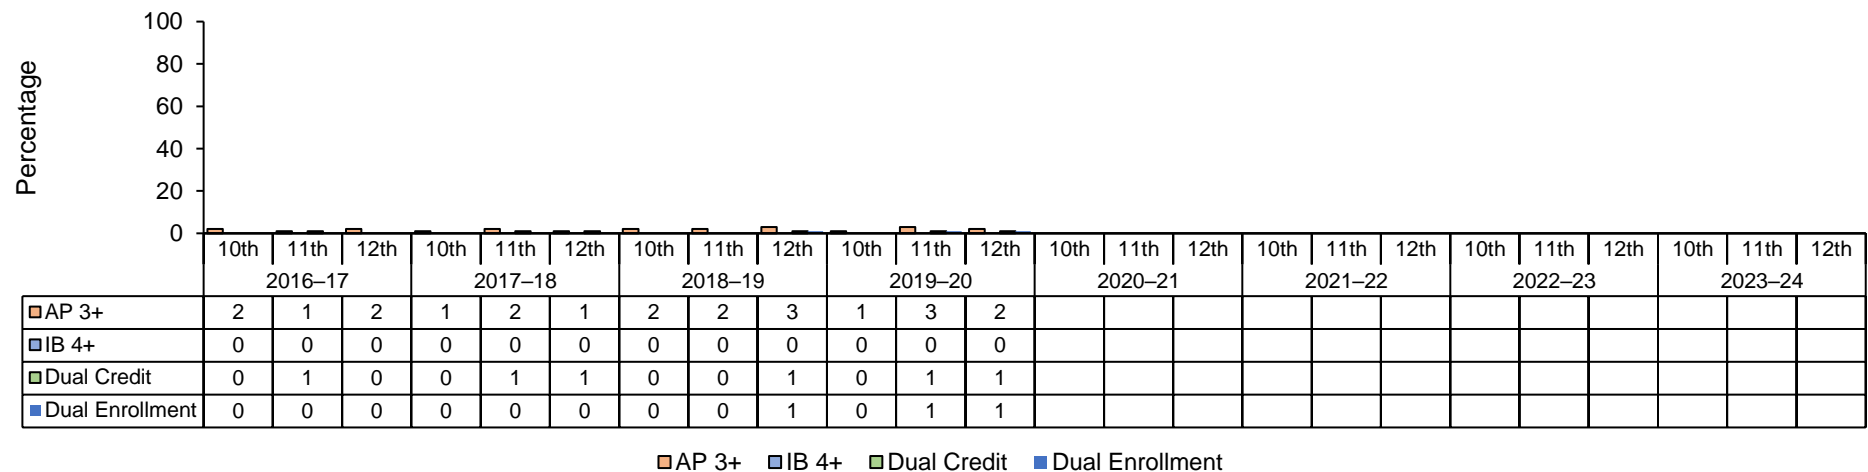 100
80
60
40
20
0
Percentage
10th 11th 12th 10th 11th 12th 10th 11th 12th 10th 11th 12th 10th 11th 12th 10th 11th 12th 10th 11th 12th 10th 11th 12th
2016–17 2017–18 2018–19 2019–20 2020–21 2021–22 2022–23 2023–24
AP 3+ 2 1 2 1 2 1 2 2 3 1 3 2
IB 4+ 0 0 0 0 0 0 0 0 0 0 0 0
Dual Credit 0 1 0 0 1 1 0 0 1 0 1 1
Dual Enrollment 0 0 0 0 0 0 0 0 1 0 1 1
AP 3+ IB 4+ Dual Credit Dual Enrollment